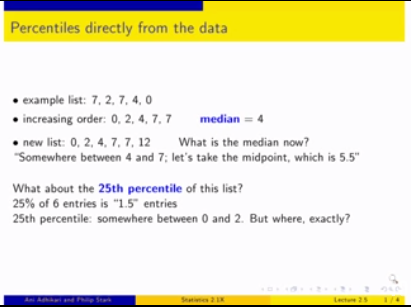 Percentiles directly from the data
• example list: 7, 2, 7, 4, 0
• increasing order: 0, 2, 4, 7, 7 median = 4
• new list: 0, 2, 4, 7, 7, 12 What is the median now?
"Somewhere between 4 and 7; let's take the midpoint, which is 5.5"
What about the 25th percentile of this list?
25% of 6 entries is "1.5" entries
25th percentile: somewhere between 0 and 2. But where, exactly?
Ani Adhikari and Philip Stark Statistics 2.1X Lecture 2.5 1 / 4